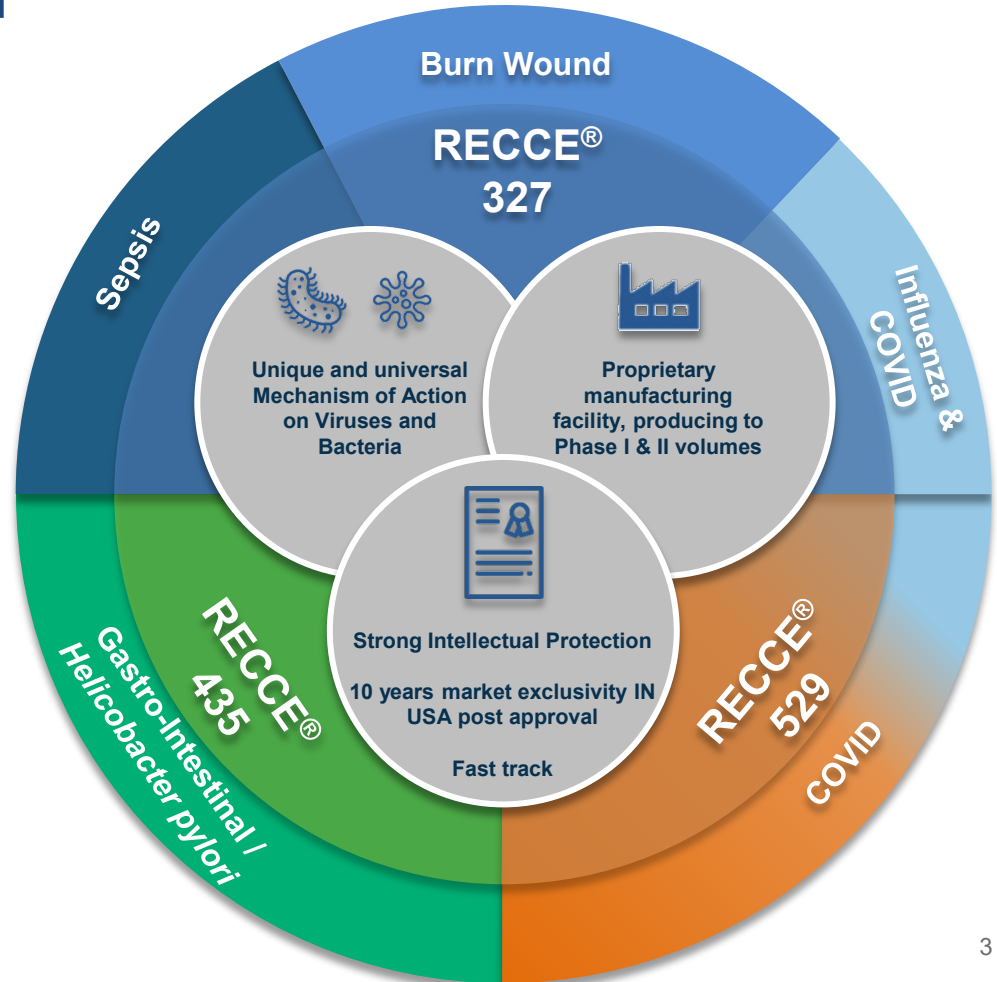 Burn Wound
RECCE®
327
Sepsis
Influenza &
COVID
Unique and universal
Mechanism of Action
on Viruses and
Bacteria
Proprietary
manufacturing
facility, producing to
Phase I & II volumes
Strong Intellectual Protection
10 years market exclusivity IN
USA post approval
Fast track
RECCE®
435
Gastro-Intestinal /
Helicobacter pylori
RECCE®
529
COVID
3